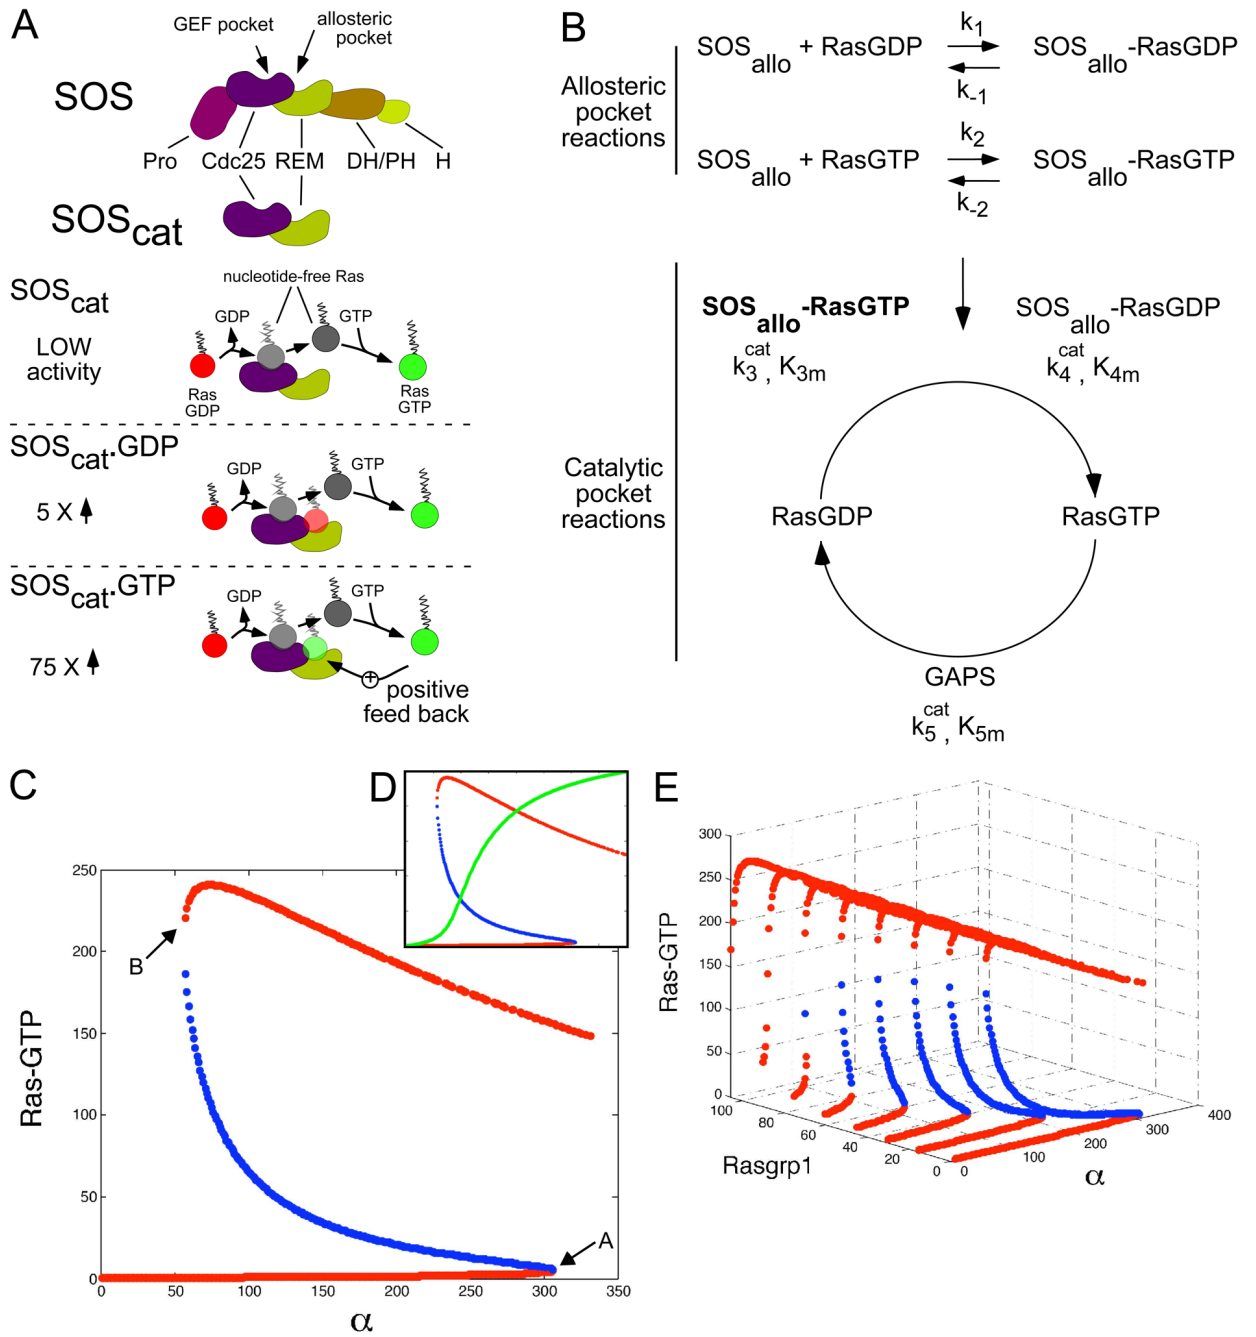 A
GEF pocket
allosteric
pocket
SOS
Pro Cdc25 REM DH/PH H
SOScat
nucleotide-free Ras
SOScat
LOW
activity
GDP
GTP
Ras
GDP
Ras
GTP
SOScat.GDP
5 X
GDP
GTP
SOScat.GTP
75 X
GDP
GTP
+
positive
feed back
B
Allosteric
pocket
reactions
SOSallo + RasGDP k1 k-1 SOSallo-RasGDP
SOSallo + RasGTP k2 k-2 SOSallo-RasGTP
Catalytic
pocket
reactions
SOSallo-RasGTP
k3cat, K3m
SOSallo-RasGDP
k4cat, K4m
RasGDP
RasGTP
GAPS
k5cat, K5m
C
Ras-GTP
250
200
150
100
50
0
0 50 100 150 200 250 300 350
α
B
A
D
E
Ras-GTP
300
250
200
150
100
50
0
100 80 60 40 20 0
Rasgrp1
0 100 200 300 400
α